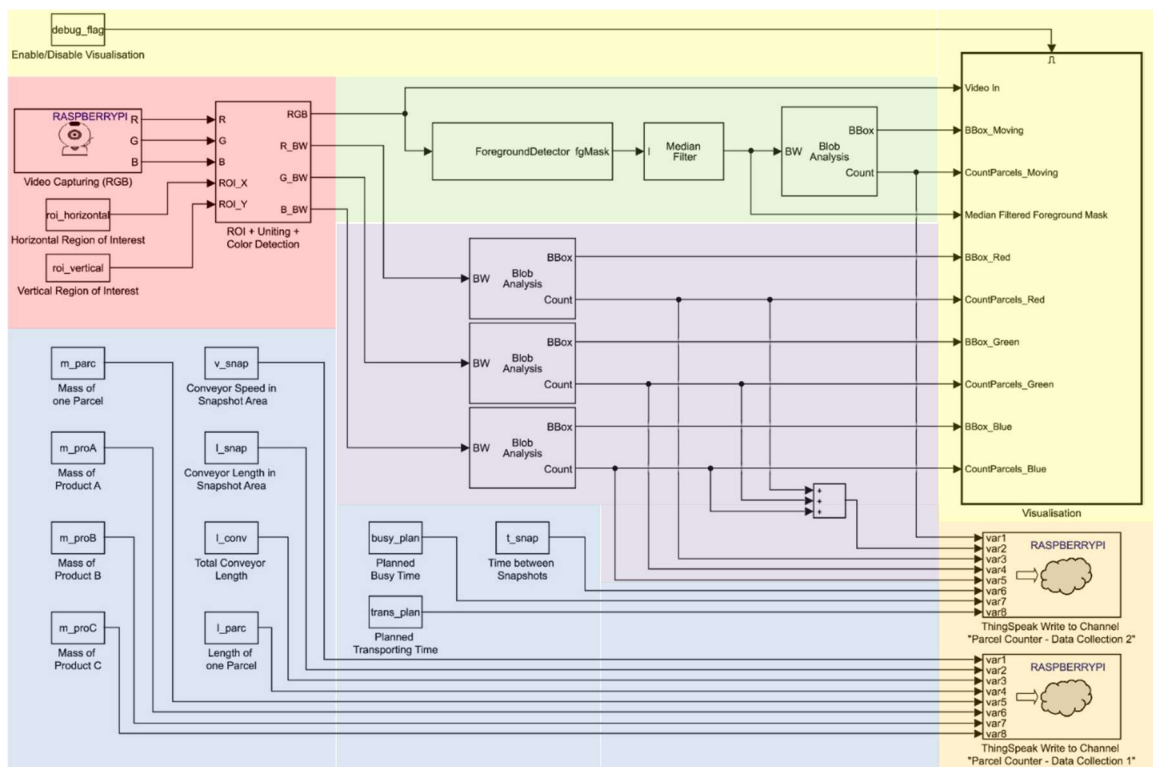 debug_flag
Enable/Disable Visualisation
RASPBERRYPI
R
G
B
Video Capturing (RGB)
roi_horizontal
Horizontal Region of Interest
roi_vertical
Vertical Region of Interest
R
G
B
ROI_X
ROI_Y
RGB
R_BW
G_BW
B_BW
ROI + Uniting +
Color Detection
ForegroundDetector fgMask
I
Median
Filter
BW
Blob
Analysis
BBox
Count
BW
Blob
Analysis
BBox
Count
BW
Blob
Analysis
BBox
Count
BW
Blob
Analysis
BBox
Count
+
+
+
Video In
BBox_Moving
CountParcels_Moving
Median Filtered Foreground Mask
BBox_Red
CountParcels_Red
BBox_Green
CountParcels_Green
BBox_Blue
CountParcels_Blue
Visualisation
m_parc
Mass of
one Parcel
v_snap
Conveyor Speed in
Snapshot Area
m_proA
Mass of
Product A
l_snap
Conveyor Length in
Snapshot Area
m_proB
Mass of
Product B
l_conv
Total Conveyor
Length
m_proC
Mass of
Product C
l_parc
Length of
one Parcel
busy_plan
Planned
Busy Time
t_snap
Time between
Snapshots
trans_plan
Planned
Transporting Time
var1
var2
var3
var4
var5
var6
var7
var8
RASPBERRYPI
ThingSpeak Write to Channel
"Parcel Counter - Data Collection 2"
var1
var2
var3
var4
var5
var6
var7
var8
RASPBERRYPI
ThingSpeak Write to Channel
"Parcel Counter - Data Collection 1"